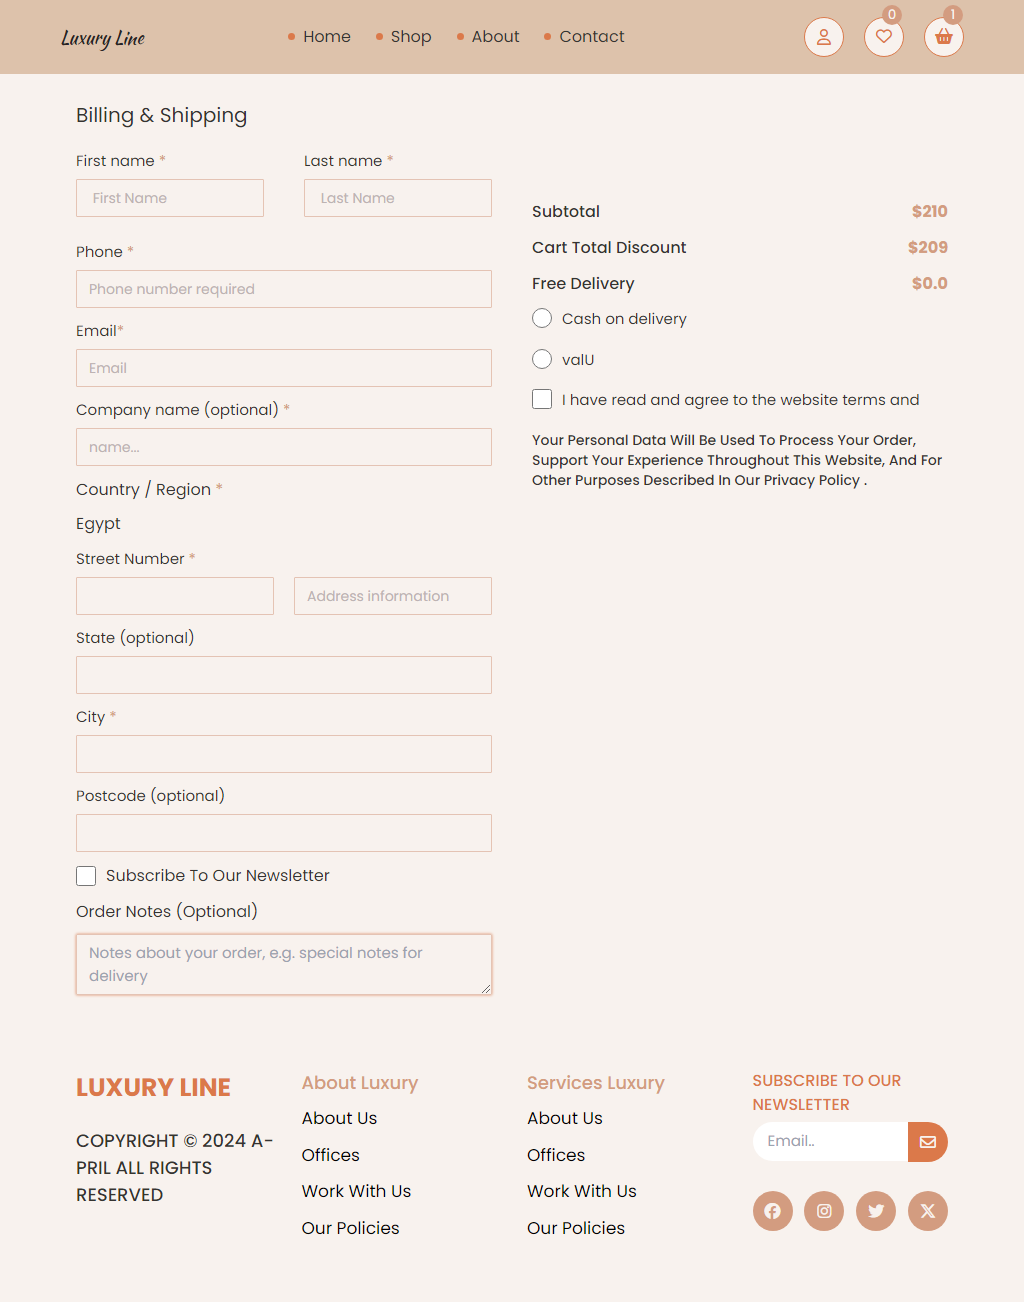 Luxury Line
Home
Shop
About
Contact
0
1
Billing & Shipping
First name *
Last name *
First Name
Last Name
Phone *
Phone number required
Email*
Email
Company name (optional) *
name...
Country / Region *
Egypt
Street Number *
Address information
State (optional)
City *
Postcode (optional)
Subscribe To Our Newsletter
Order Notes (Optional)
Notes about your order, e.g. special notes for
delivery
Subtotal $210
Cart Total Discount $209
Free Delivery $0.0
Cash on delivery
valU
I have read and agree to the website terms and
Your Personal Data Will Be Used To Process Your Order,
Support Your Experience Throughout This Website, And For
Other Purposes Described In Our Privacy Policy .
LUXURY LINE
COPYRIGHT © 2024 A-
PRIL ALL RIGHTS
RESERVED
About Luxury
About Us
Offices
Work With Us
Our Policies
Services Luxury
About Us
Offices
Work With Us
Our Policies
SUBSCRIBE TO OUR
NEWSLETTER
Email..